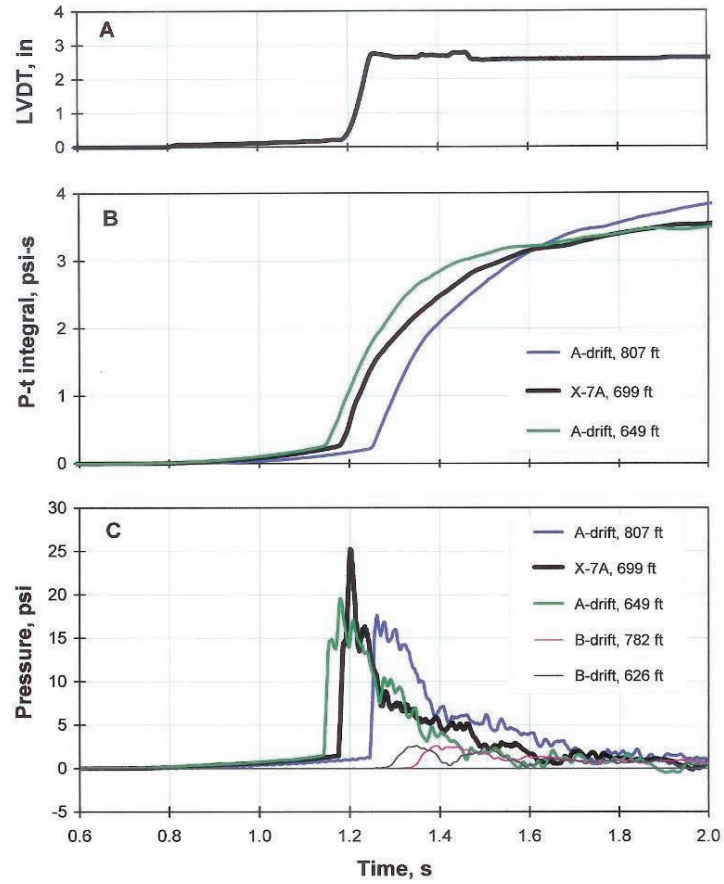 A
LVDT, in
4
3
2
1
0
B
P-t integral, psi-s
4
3
2
1
0
A-drift, 807 ft
X-7A, 699 ft
A-drift, 649 ft
C
Pressure, psi
30
25
20
15
10
5
0
-5
A-drift, 807 ft
X-7A, 699 ft
A-drift, 649 ft
B-drift, 782 ft
B-drift, 626 ft
0.6 0.8 1.0 1.2 1.4 1.6 1.8 2.0
Time, s